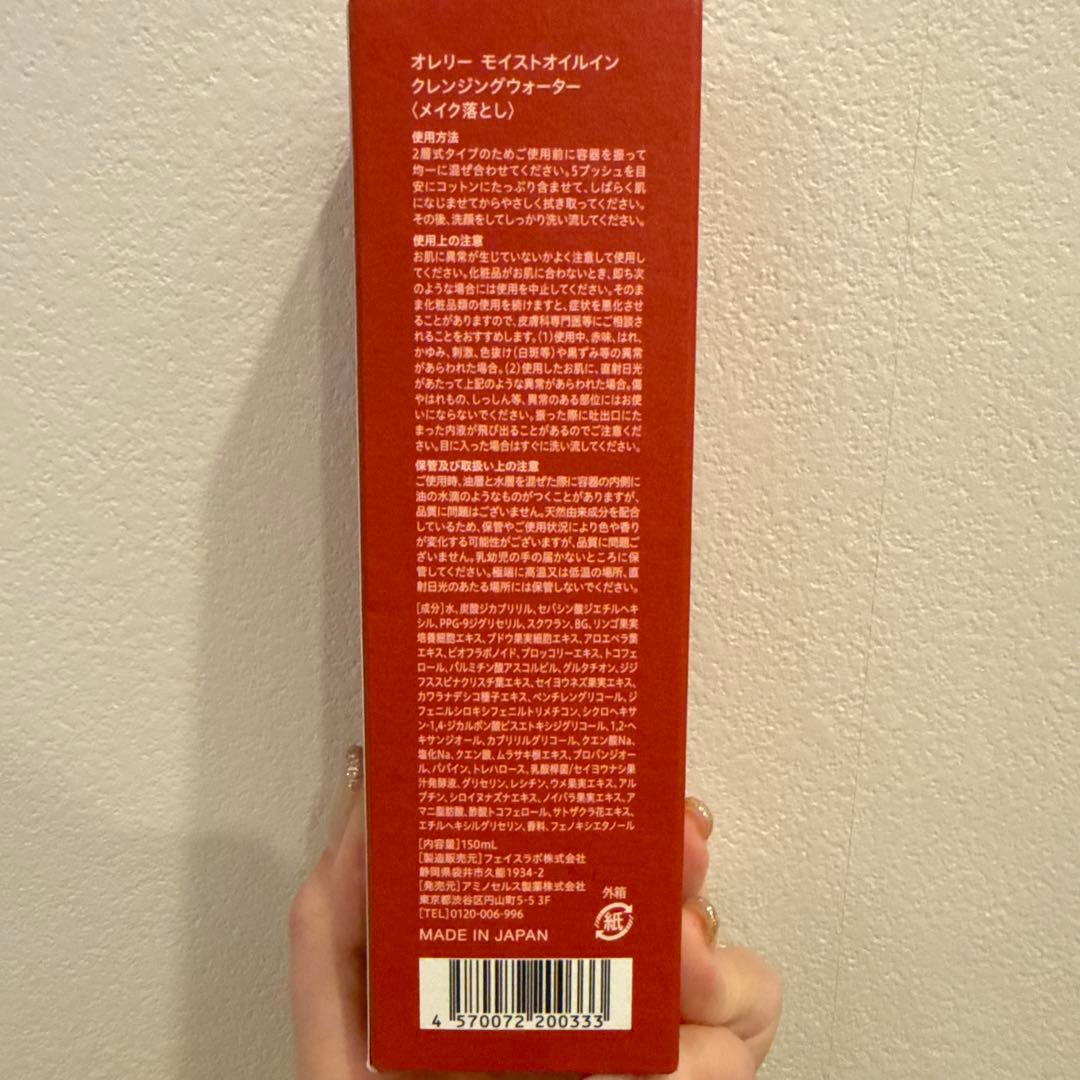 オレリー モイストオイルイン
クレンジングウォーター
〈メイク落とし〉
使用方法
2層式タイプのためご使用前に容器を振って
均一に混ぜ合わせてください。5プッシュを目
安にコットンにたっぷり含ませて、しばらく肌
になじませてからやさしく拭き取ってください。
その後、洗顔をしてしっかり洗い流してください。
使用上の注意
お肌に異常が生じていないかよく注意して使用し
てください。化粧品がお肌に合わないとき、即ち次
のような場合には使用を中止してください。そのま
ま化粧品類の使用を続けますと、症状を悪化させ
ることがありますので、皮膚科専門医等にご相談さ
れることをおすすめします。(1)使用中、赤味、はれ、
かゆみ、刺激、色抜け(白斑等)や黒ずみ等の異常
があらわれた場合。(2)使用したお肌に、直射日光
があたって上記のような異常があらわれた場合。傷
やはれもの、しっしん等、異常のある部位にはお使
いにならないでください。振った際に吐出口にた
まった内液が飛び出ることがあるのでご注意くだ
さい。目に入った場合はすぐに洗い流してください。
保管及び取扱い上の注意
ご使用時、油層と水層を混ぜた際に容器の内側に
油の水滴のようなものがつくことがありますが、
品質に問題はございません。天然由来成分を配合
しているため、保管やご使用状況により色や香り
が変化する可能性がございますが、品質に問題ご
ざいません。乳幼児の手の届かないところに保
管してください。極端に高温又は低温の場所、直
射日光のあたる場所には保管しないでください。
[成分]水、炭酸ジカプリリル、セバシン酸ジエチルヘキ
シル、PPG-9ジグリセリル、スクワラン、BG、リンゴ果実
培養細胞エキス、ブドウ果実細胞エキス、アロエベラ葉
エキス、ビオフラボノイド、ブロッコリーエキス、トコフェ
ロール、パルミチン酸アスコルビル、グルタチオン、ジジ
フススピナクリスチ葉エキス、セイヨウネズ果実エキス、
カワラナデシコ種子エキス、ペンチレングリコール、ジ
フェニルシロキシフェニルトリメチコン、シクロヘキサ
ン-1,4-ジカルボン酸ビスエトキシジグリコール、1,2-ヘ
キサンジオール、カプリリルグリコール、クエン酸Na、
塩化Na、クエン酸、ムラサキ根エキス、プロパンジオー
ル、パパイン、トレハロース、乳酸桿菌/セイヨウナシ果
汁発酵液、グリセリン、レシチン、ウメ果実エキス、アル
ブチン、シロイヌナズナエキス、ノイバラ果実エキス、ア
マニ脂肪酸、酢酸トコフェロール、サトザクラ花エキス、
エチルヘキシルグリセリン、香料、フェノキシエタノール
[内容量]150mL
[製造販売元]フェイスラボ株式会社
静岡県袋井市久能1934-2
[発売元]アミノセルス製薬株式会社
東京都渋谷区円山町5-5 3F
[TEL]0120-006-996
MADE IN JAPAN
外箱
紙
4 570072 200333